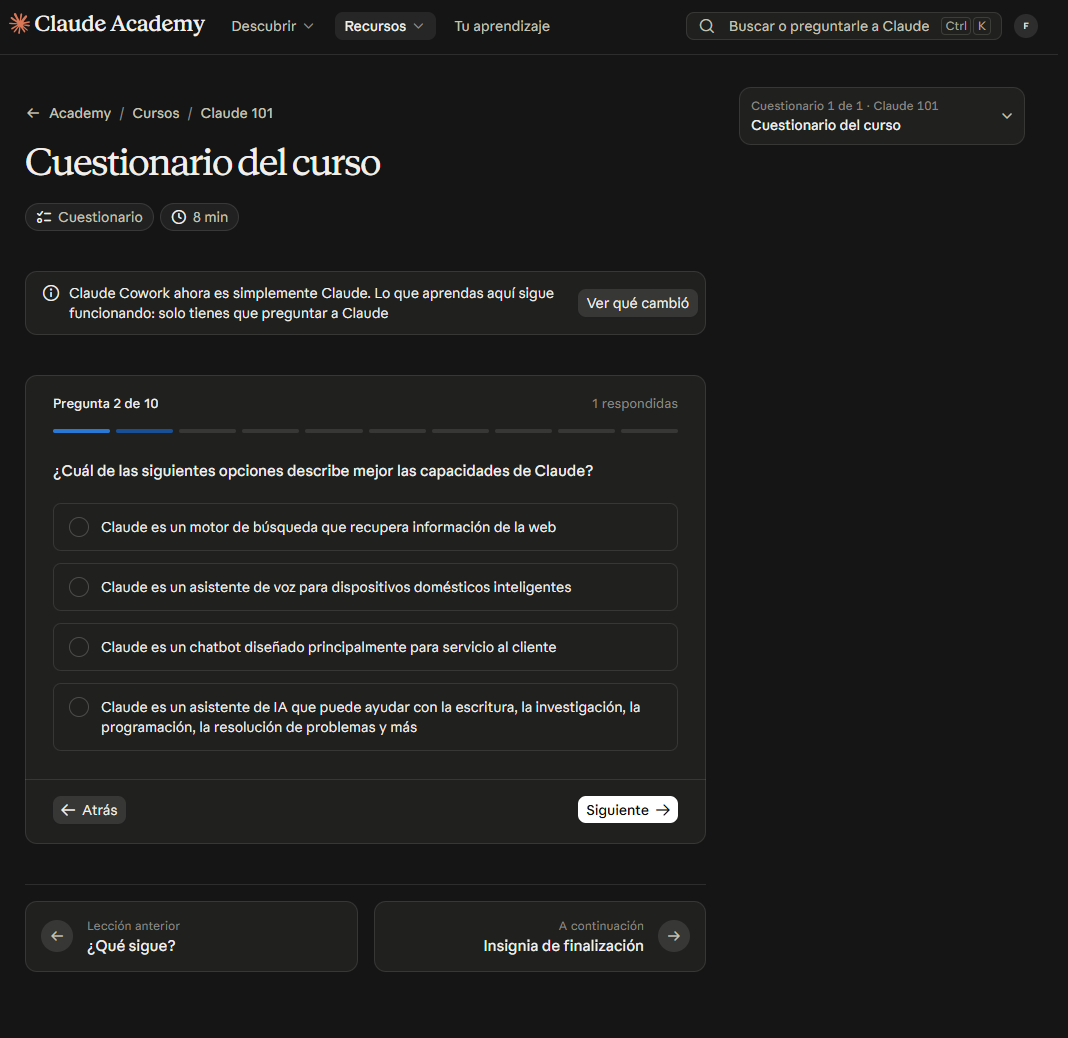 Claude Academy
Descubrir
Recursos
Tu aprendizaje
Buscar o preguntarle a Claude
Ctrl
K
F
← Academy / Cursos / Claude 101
Cuestionario 1 de 1 · Claude 101
Cuestionario del curso
Cuestionario del curso
Cuestionario
8 min
Claude Cowork ahora es simplemente Claude. Lo que aprendas aquí sigue
funcionando: solo tienes que preguntar a Claude
Ver qué cambió
Pregunta 2 de 10
1 respondidas
¿Cuál de las siguientes opciones describe mejor las capacidades de Claude?
Claude es un motor de búsqueda que recupera información de la web
Claude es un asistente de voz para dispositivos domésticos inteligentes
Claude es un chatbot diseñado principalmente para servicio al cliente
Claude es un asistente de IA que puede ayudar con la escritura, la investigación, la
programación, la resolución de problemas y más
← Atrás
Siguiente →
Lección anterior
¿Qué sigue?
A continuación
Insignia de finalización